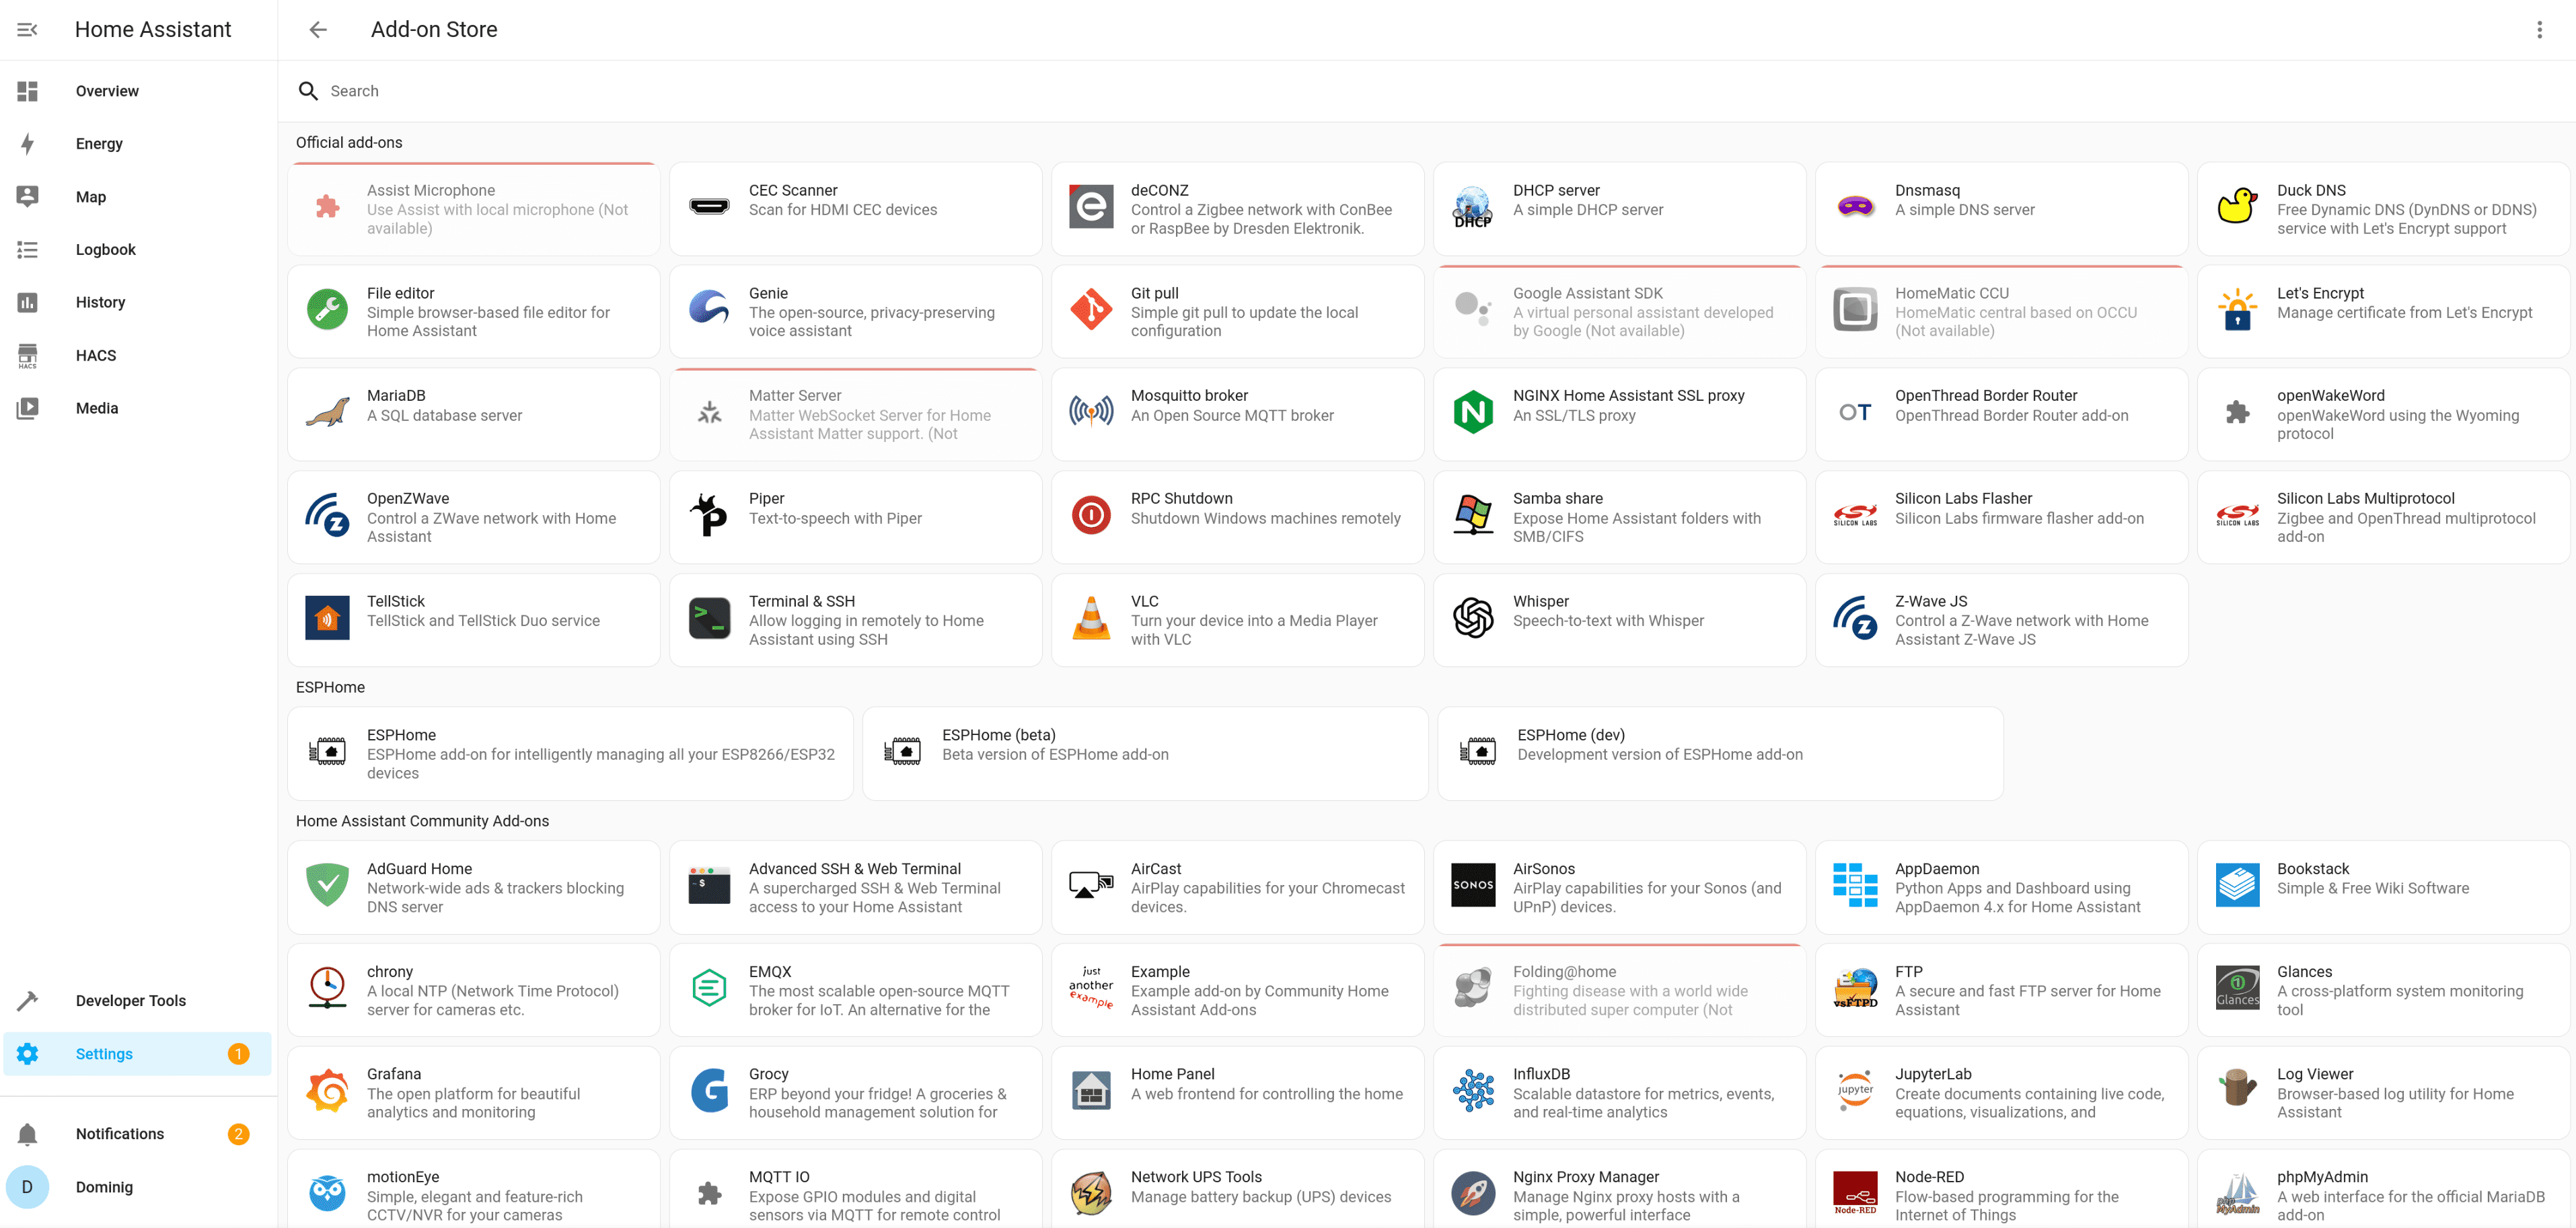 Home Assistant
Add-on Store
Search
Overview
Energy
Map
Logbook
History
HACS
HACS
Media
Developer Tools
Settings
1
Notifications
2
D
Dominig
Official add-ons
Assist Microphone
Use Assist with local microphone (Not
available)
CEC Scanner
Scan for HDMI CEC devices
deCONZ
Control a Zigbee network with ConBee
or RaspBee by Dresden Elektronik.
DHCP
DHCP server
A simple DHCP server
Dnsmasq
A simple DNS server
Duck DNS
Free Dynamic DNS (DynDNS or DDNS)
service with Let's Encrypt support
File editor
Simple browser-based file editor for
Home Assistant
Genie
The open-source, privacy-preserving
voice assistant
Git pull
Simple git pull to update the local
configuration
Google Assistant SDK
A virtual personal assistant developed
by Google (Not available)
HomeMatic CCU
HomeMatic central based on OCCU
(Not available)
Let's Encrypt
Manage certificate from Let's Encrypt
MariaDB
A SQL database server
Matter Server
Matter WebSocket Server for Home
Assistant Matter support. (Not
Mosquitto broker
An Open Source MQTT broker
N
NGINX Home Assistant SSL proxy
An SSL/TLS proxy
OT
OpenThread Border Router
OpenThread Border Router add-on
openWakeWord
openWakeWord using the Wyoming
protocol
Z
OpenZWave
Control a ZWave network with Home
Assistant
Piper
Text-to-speech with Piper
RPC Shutdown
Shutdown Windows machines remotely
Samba share
Expose Home Assistant folders with
SMB/CIFS
SILICON LABS
Silicon Labs Flasher
Silicon Labs firmware flasher add-on
SILICON LABS
Silicon Labs Multiprotocol
Zigbee and OpenThread multiprotocol
add-on
TellStick
TellStick and TellStick Duo service
>_
Terminal & SSH
Allow logging in remotely to Home
Assistant using SSH
VLC
Turn your device into a Media Player
with VLC
Whisper
Speech-to-text with Whisper
Z
Z-Wave JS
Control a Z-Wave network with Home
Assistant Z-Wave JS
ESPHome
ESPHome
ESPHome add-on for intelligently managing all your ESP8266/ESP32
devices
ESPHome (beta)
Beta version of ESPHome add-on
ESPHome (dev)
Development version of ESPHome add-on
Home Assistant Community Add-ons
AdGuard Home
Network-wide ads & trackers blocking
DNS server
$
Advanced SSH & Web Terminal
A supercharged SSH & Web Terminal
access to your Home Assistant
AirCast
AirPlay capabilities for your Chromecast
devices.
SONOS
AirSonos
AirPlay capabilities for your Sonos (and
UPnP) devices.
AppDaemon
Python Apps and Dashboard using
AppDaemon 4.x for Home Assistant
Bookstack
Simple & Free Wiki Software
chrony
A local NTP (Network Time Protocol)
server for cameras etc.
EMQX
The most scalable open-source MQTT
broker for IoT. An alternative for the
just
another
example
Example
Example add-on by Community Home
Assistant Add-ons
Folding@home
Fighting disease with a world wide
distributed super computer (Not
vsFTPD
FTP
A secure and fast FTP server for Home
Assistant
Glances
Glances
A cross-platform system monitoring
tool
Grafana
The open platform for beautiful
analytics and monitoring
G
Grocy
ERP beyond your fridge! A groceries &
household management solution for
Home Panel
A web frontend for controlling the home
InfluxDB
Scalable datastore for metrics, events,
and real-time analytics
jupyter
JupyterLab
Create documents containing live code,
equations, visualizations, and
Log Viewer
Browser-based log utility for Home
Assistant
motionEye
Simple, elegant and feature-rich
CCTV/NVR for your cameras
MQTT IO
Expose GPIO modules and digital
sensors via MQTT for remote control
Network UPS Tools
Manage battery backup (UPS) devices
Nginx Proxy Manager
Manage Nginx proxy hosts with a
simple, powerful interface
Node-RED
Node-RED
Flow-based programming for the
Internet of Things
php
MyAdmin
phpMyAdmin
A web interface for the official MariaDB
add-on